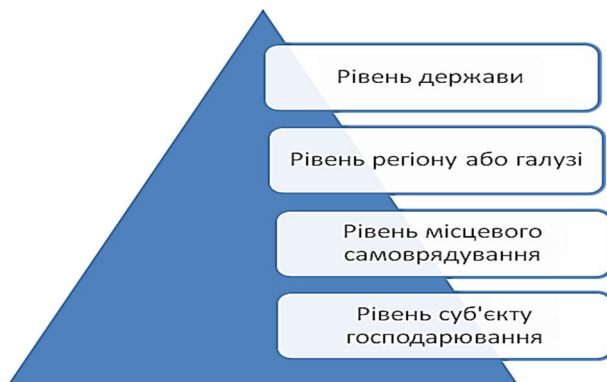 Рівень держави
Рівень регіону або галузі
Рівень місцевого
самоврядування
Рівень суб'єкту
господарювання